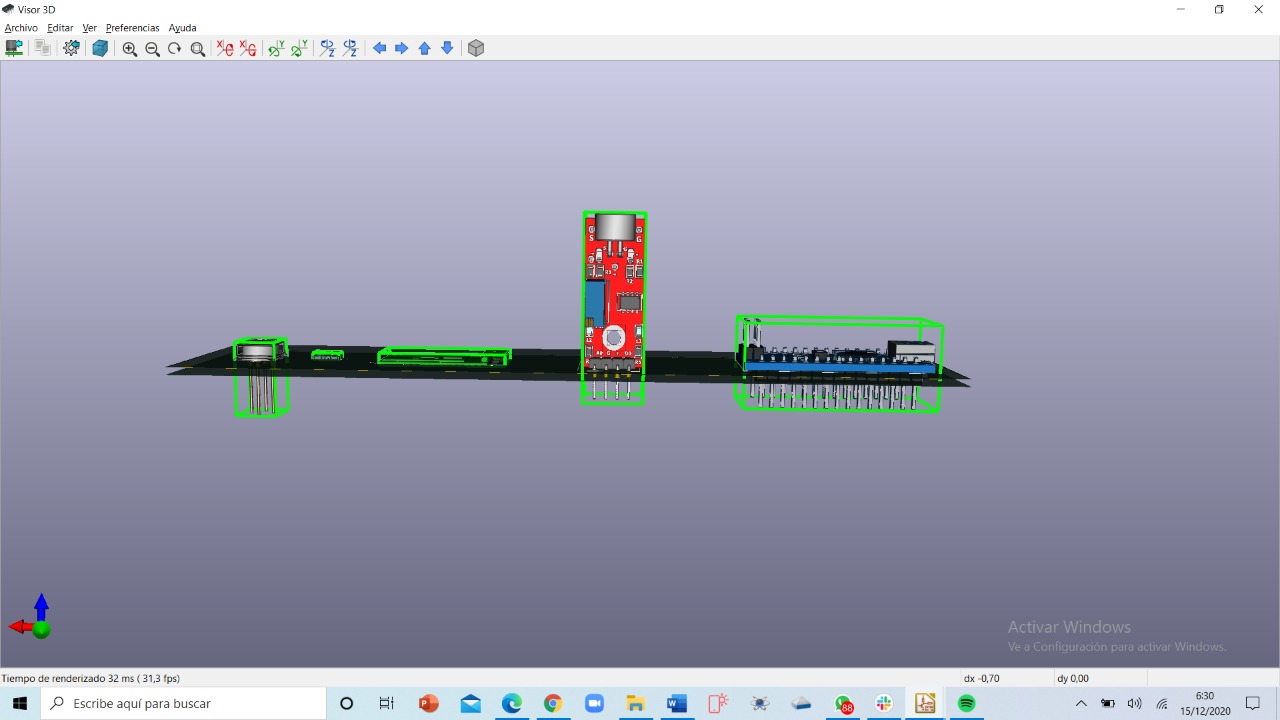 Visor 3D
Archivo Editar Ver Preferencias Ayuda
S G
Activar Windows
Ve a Configuración para activar Windows.
Tiempo de renderizado 32 ms ( 31,3 fps)
dx -0,70
dy 0,00
Escribe aquí para buscar
88
6:30
15/12/2020